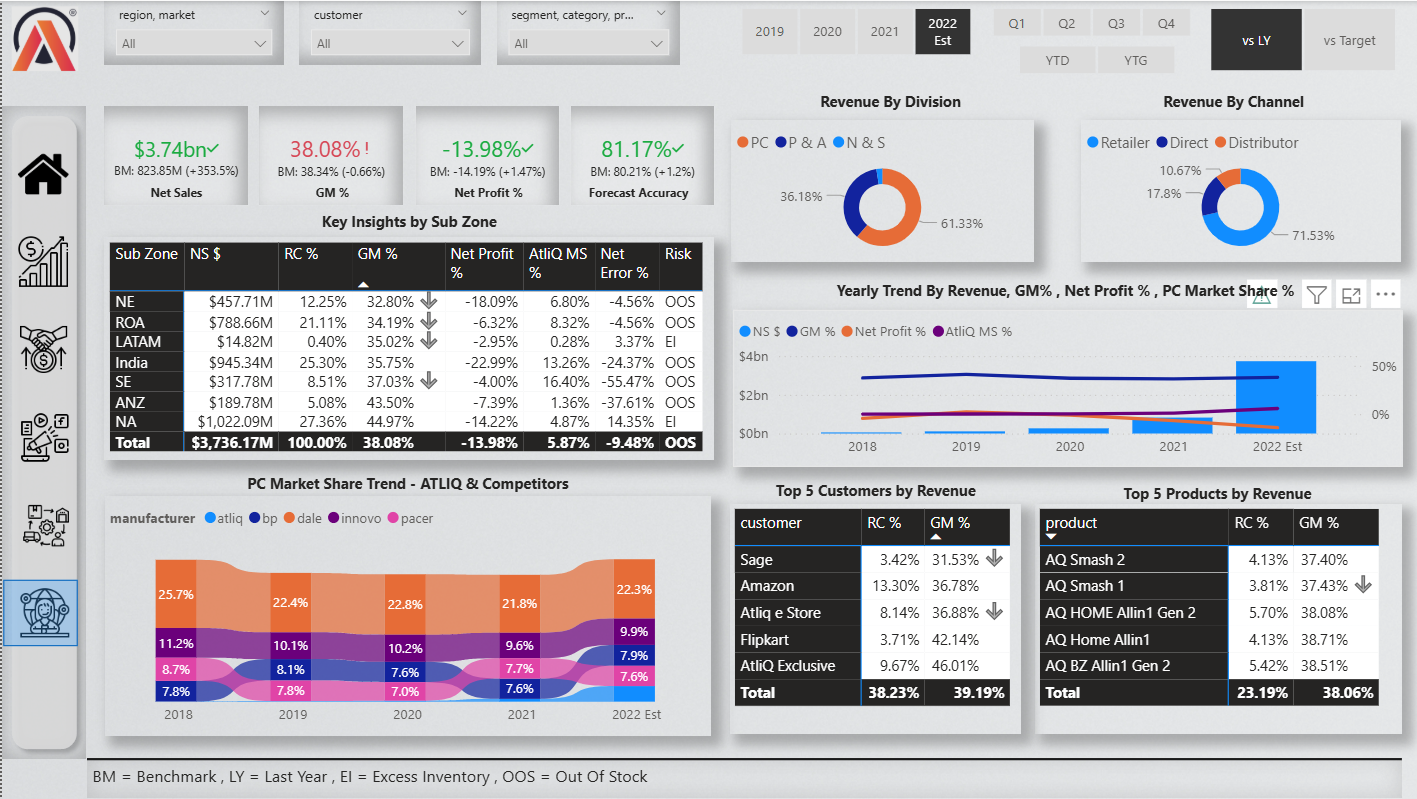 region, market
All
customer
All
segment, category, pr...
All
2019
2020
2021
2022
Est
Q1
Q2
Q3
Q4
YTD
YTG
vs LY
vs Target
$3.74bn
BM: 823.85M (+353.5%)
Net Sales
38.08% !
BM: 38.34% (-0.66%)
GM %
-13.98%
BM: -14.19% (+1.47%)
Net Profit %
81.17%
BM: 80.21% (+1.2%)
Forecast Accuracy
Revenue By Division
PC P & A N & S
36.18%
61.33%
Revenue By Channel
Retailer Direct Distributor
10.67%
17.8%
71.53%
Key Insights by Sub Zone
Sub Zone NS $ RC % GM % Net Profit % AtliQ MS % Net Error % Risk
NE $457.71M 12.25% 32.80% -18.09% 6.80% -4.56% OOS
ROA $788.66M 21.11% 34.19% -6.32% 8.32% -4.56% OOS
LATAM $14.82M 0.40% 35.02% -2.95% 0.28% 3.37% EI
India $945.34M 25.30% 35.75% -22.99% 13.26% -24.37% OOS
SE $317.78M 8.51% 37.03% -4.00% 16.40% -55.47% OOS
ANZ $189.78M 5.08% 43.50% -7.39% 1.36% -37.61% OOS
NA $1,022.09M 27.36% 44.97% -14.22% 4.87% 14.35% EI
Total $3,736.17M 100.00% 38.08% -13.98% 5.87% -9.48% OOS
Yearly Trend By Revenue, GM% , Net Profit % , PC Market Share %
NS $ GM % Net Profit % AtliQ MS %
$4bn
$2bn
$0bn
50%
0%
2018 2019 2020 2021 2022 Est
PC Market Share Trend - ATLIQ & Competitors
manufacturer atliq bp dale innovo pacer
25.7% 22.4% 22.8% 21.8% 22.3%
11.2% 10.1% 10.2% 9.6% 9.9%
8.7% 8.1% 7.6% 7.7% 7.9%
7.8% 7.8% 7.0% 7.6% 7.6%
2018 2019 2020 2021 2022 Est
Top 5 Customers by Revenue
customer RC % GM %
Sage 3.42% 31.53%
Amazon 13.30% 36.78%
Atliq e Store 8.14% 36.88%
Flipkart 3.71% 42.14%
AtliQ Exclusive 9.67% 46.01%
Total 38.23% 39.19%
Top 5 Products by Revenue
product RC % GM %
AQ Smash 2 4.13% 37.40%
AQ Smash 1 3.81% 37.43%
AQ HOME Allin1 Gen 2 5.70% 38.08%
AQ Home Allin1 4.13% 38.71%
AQ BZ Allin1 Gen 2 5.42% 38.51%
Total 23.19% 38.06%
BM = Benchmark , LY = Last Year , EI = Excess Inventory , OOS = Out Of Stock